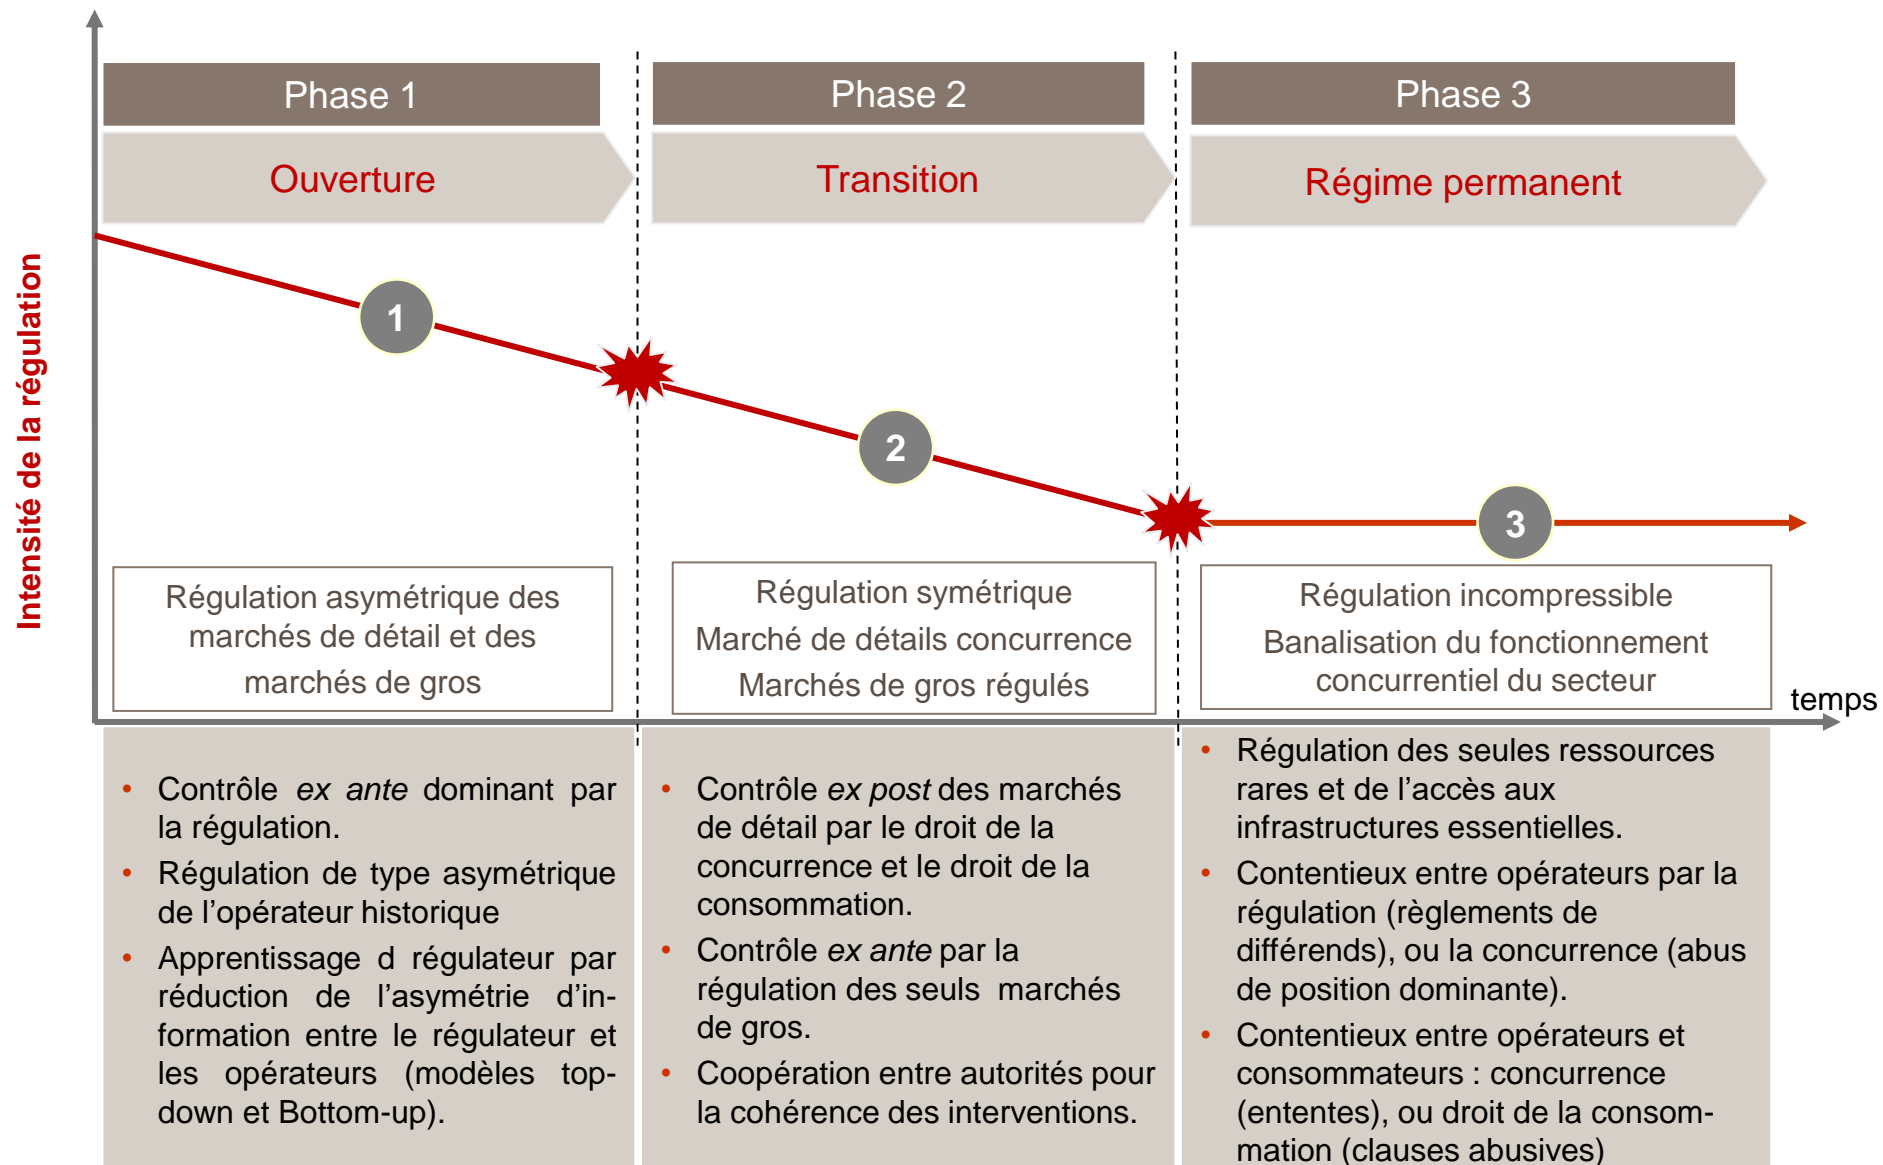 Phase 1
Phase 2
Phase 3
Ouverture
Transition
Régime permanent
Intensité de la régulation
1
2
3
Régulation asymétrique des
marchés de détail et des
marchés de gros
Régulation symétrique
Marché de détails concurrence
Marchés de gros régulés
Régulation incompressible
Banalisation du fonctionnement
concurrentiel du secteur
temps
• Contrôle ex ante dominant par
la régulation.
• Régulation de type asymétrique
de l’opérateur historique
• Apprentissage d régulateur par
réduction de l’asymétrie d’in-
formation entre le régulateur et
les opérateurs (modèles top-
down et Bottom-up).
• Contrôle ex post des marchés
de détail par le droit de la
concurrence et le droit de la
consommation.
• Contrôle ex ante par la
régulation des seuls marchés
de gros.
• Coopération entre autorités pour
la cohérence des interventions.
• Régulation des seules ressources
rares et de l’accès aux
infrastructures essentielles.
• Contentieux entre opérateurs par la
régulation (règlements de
différends), ou la concurrence (abus
de position dominante).
• Contentieux entre opérateurs et
consommateurs : concurrence
(ententes), ou droit de la consom-
mation (clauses abusives)